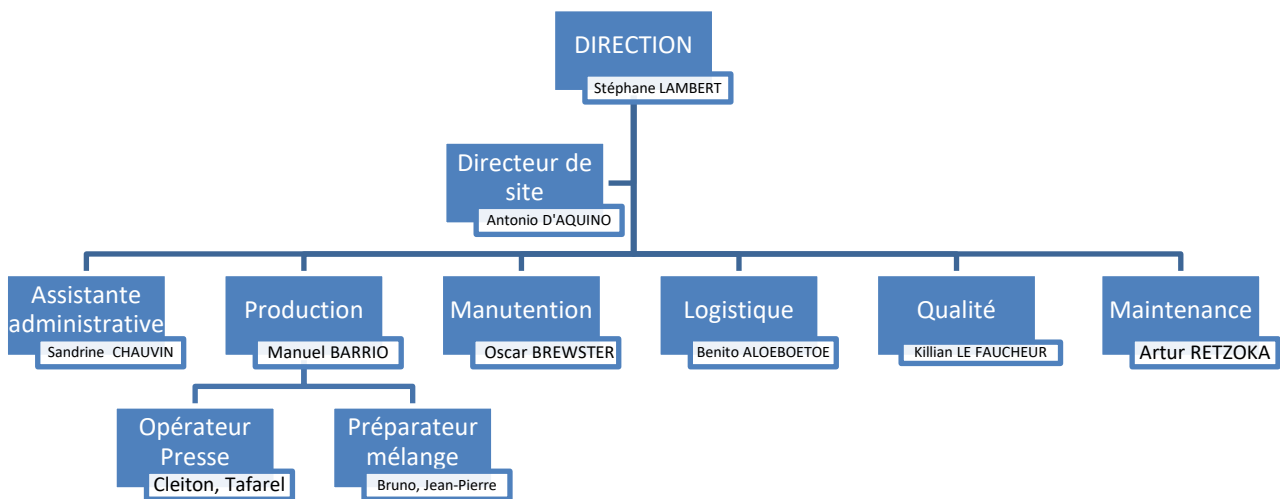 DIRECTION
Stéphane LAMBERT
Directeur de
site
Antonio D'AQUINO
Assistante
administrative
Sandrine CHAUVIN
Production
Manuel BARRIO
Manutention
Oscar BREWSTER
Logistique
Benito ALOEBOETOE
Qualité
Killian LE FAUCHEUR
Maintenance
Artur RETZOKA
Opérateur
Presse
Cleiton, Tafarel
Préparateur
mélange
Bruno, Jean-Pierre